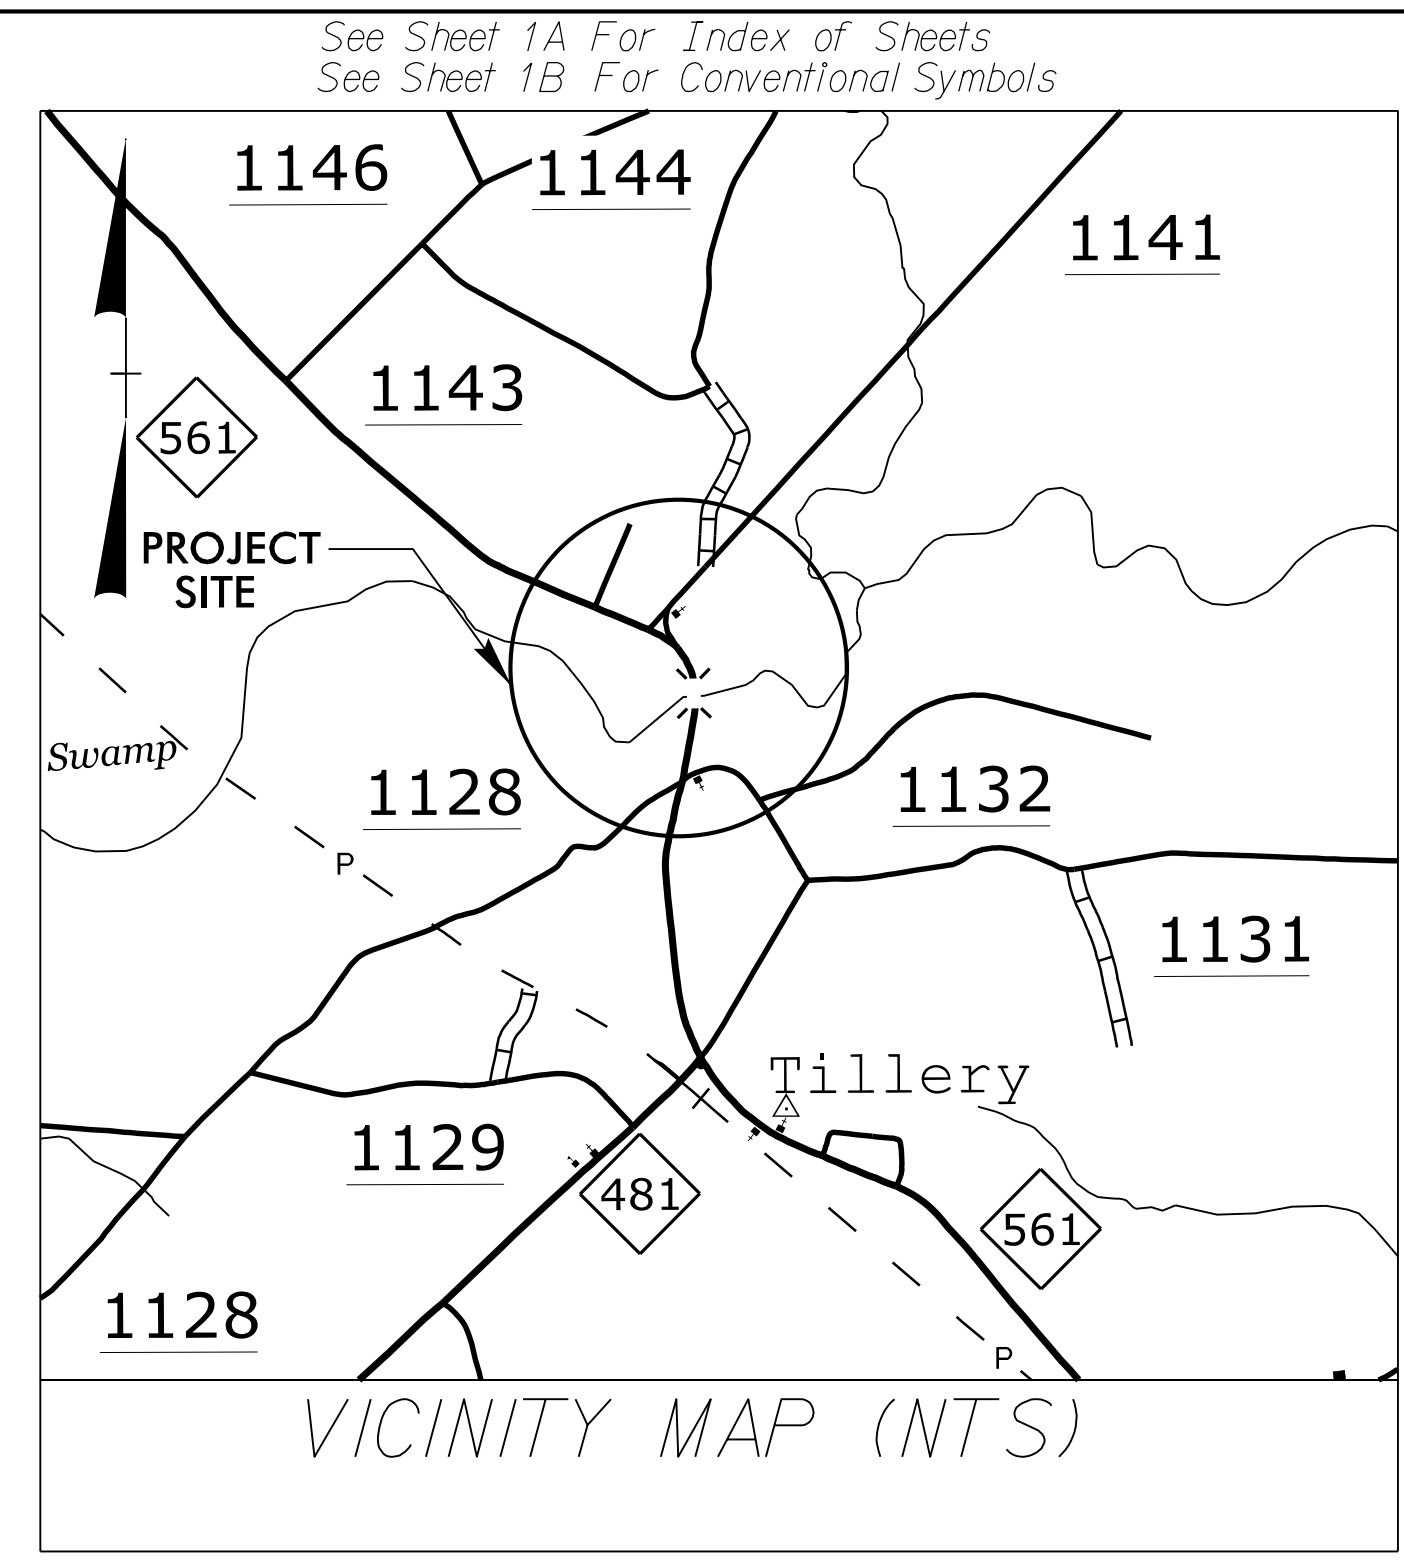 See Sheet 1A For Index of Sheets
See Sheet 1B For Conventional Symbols
1146
1144
1141
1143
561
PROJECT
SITE
Swamp
1128
1132
P
1131
Tillery
1129
481
561
1128
P
VICINITY MAP (NTS)